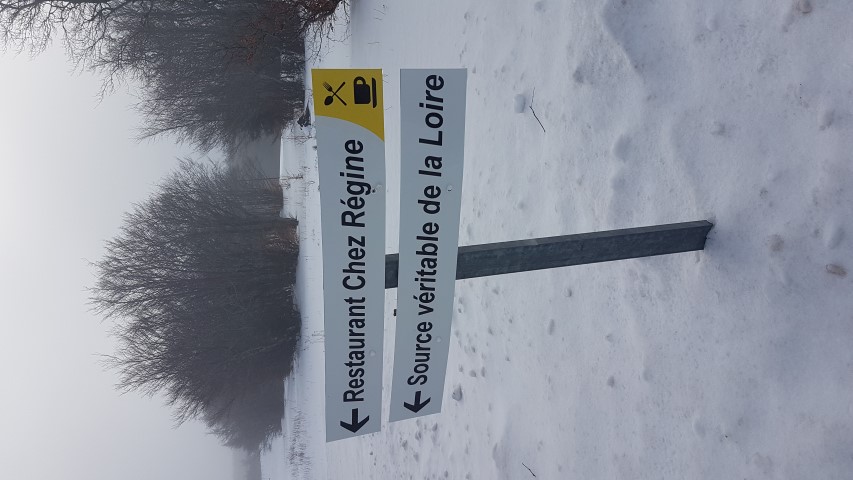 ← Restaurant Chez Régine
← Source véritable de la Loire